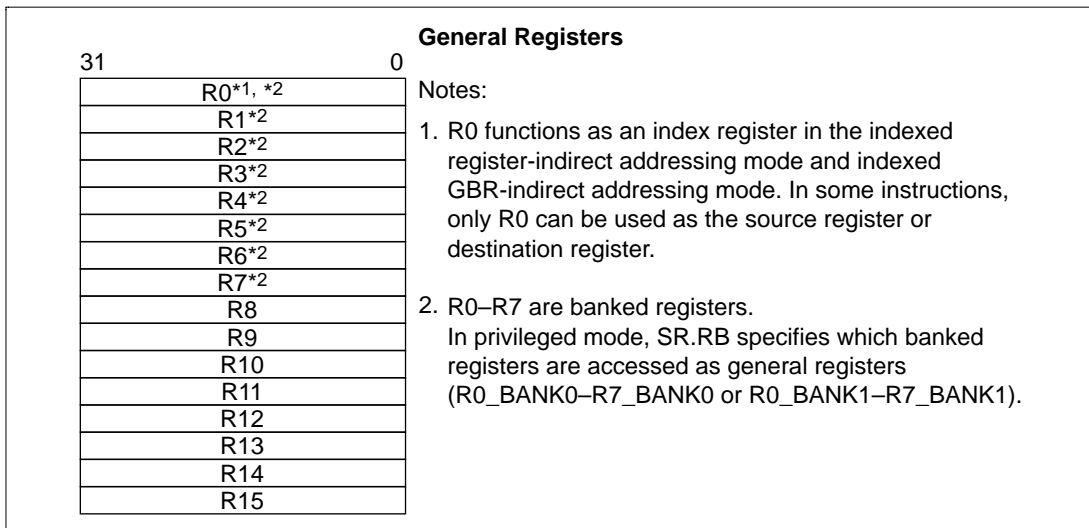 General Registers
31 0
R0*1, *2
R1*2
R2*2
R3*2
R4*2
R5*2
R6*2
R7*2
R8
R9
R10
R11
R12
R13
R14
R15
Notes:
1. R0 functions as an index register in the indexed
register-indirect addressing mode and indexed
GBR-indirect addressing mode. In some instructions,
only R0 can be used as the source register or
destination register.
2. R0–R7 are banked registers.
In privileged mode, SR.RB specifies which banked
registers are accessed as general registers
(R0_BANK0–R7_BANK0 or R0_BANK1–R7_BANK1).